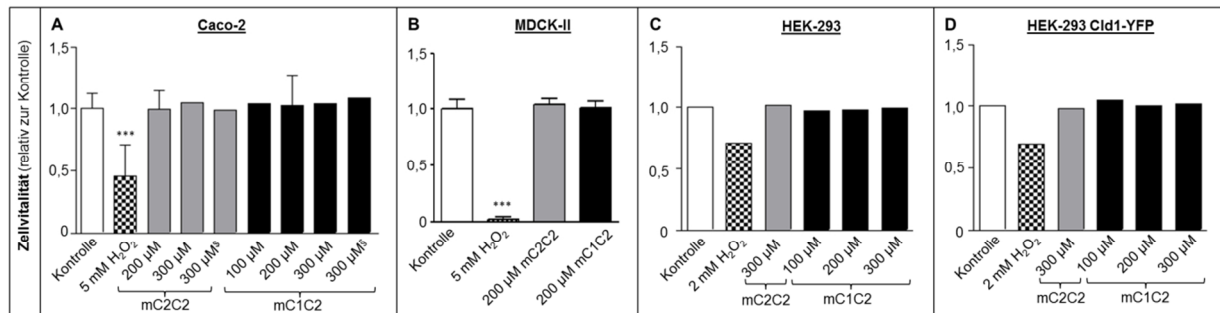 Zellvitalität (relativ zur Kontrolle)
A
Caco-2
1,5
1,0
0,5
0
***
Kontrolle
5 mM H₂O₂
200 µM
300 µM
300 µM$
100 µM
200 µM
300 µM
300 µM$
mC2C2
mC1C2
B
MDCK-II
1,5
1,0
0,5
0
***
Kontrolle
5 mM H₂O₂
200 µM mC2C2
200 µM mC1C2
C
HEK-293
1,5
1,0
0,5
0
Kontrolle
2 mM H₂O₂
300 µM
100 µM
200 µM
300 µM
mC2C2
mC1C2
D
HEK-293 Cld1-YFP
1,5
1,0
0,5
0
Kontrolle
2 mM H₂O₂
300 µM
100 µM
200 µM
300 µM
mC2C2
mC1C2